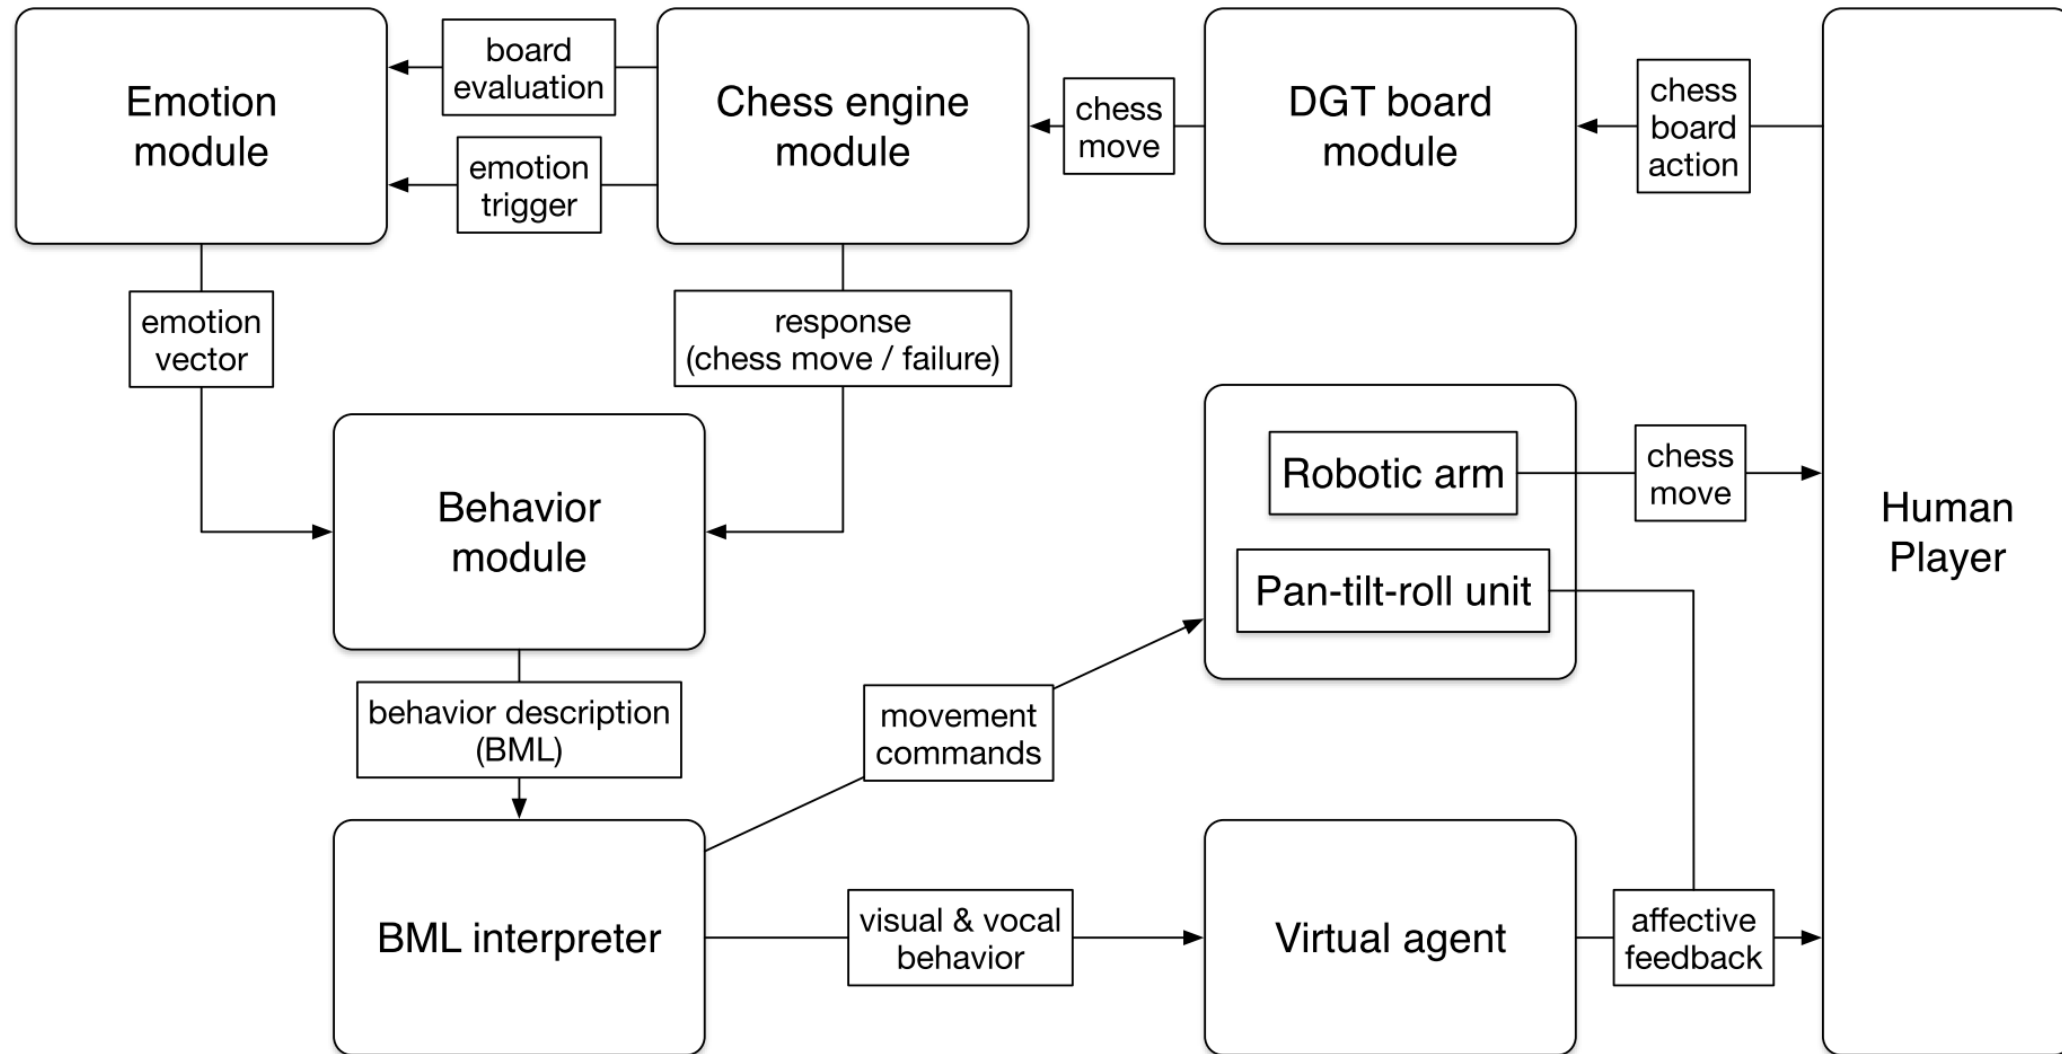 Emotion
module
board
evaluation
emotion
trigger
Chess engine
module
chess
move
DGT board
module
chess
board
action
emotion
vector
response
(chess move / failure)
Behavior
module
Robotic arm
Pan-tilt-roll unit
chess
move
Human
Player
behavior description
(BML)
movement
commands
BML interpreter
visual & vocal
behavior
Virtual agent
affective
feedback